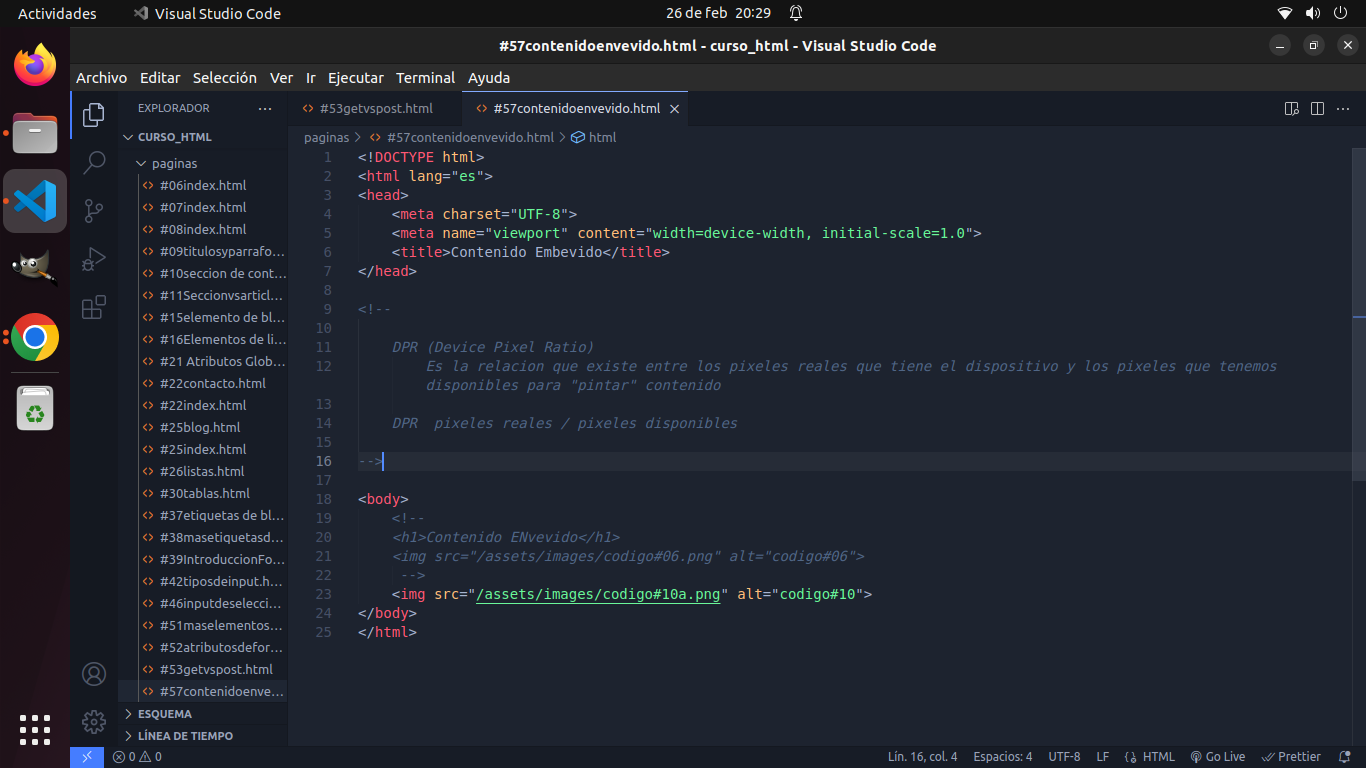 Actividades
Visual Studio Code
26 de feb 20:29
#57contenidoenvevido.html - curso_html - Visual Studio Code
Archivo Editar Selección Ver Ir Ejecutar Terminal Ayuda
EXPLORADOR
CURSO_HTML
paginas
#06index.html
#07index.html
#08index.html
#09titulosyparrafo...
#10seccion de cont...
#11Seccionvsarticl...
#15elemento de bl...
#16Elementos de li...
#21 Atributos Glob...
#22contacto.html
#22index.html
#25blog.html
#25index.html
#26listas.html
#30tablas.html
#37etiquetas de bl...
#38masetiquetasd...
#39IntroduccionFo...
#42tiposdeinput.h...
#46inputdeselecci...
#51maselementos...
#52atributosdefor...
#53getvspost.html
#57contenidoenve...
ESQUEMA
LÍNEA DE TIEMPO
#53getvspost.html
#57contenidoenvevido.html
paginas > #57contenidoenvevido.html > html
1 <!DOCTYPE html>
2 <html lang="es">
3 <head>
4 <meta charset="UTF-8">
5 <meta name="viewport" content="width=device-width, initial-scale=1.0">
6 <title>Contenido Embevido</title>
7 </head>
8
9 <!--
10
11 DPR (Device Pixel Ratio)
12 Es la relacion que existe entre los pixeles reales que tiene el dispositivo y los pixeles que tenemos
disponibles para "pintar" contenido
13
14 DPR  pixeles reales / pixeles disponibles
15
16 -->
17
18 <body>
19 <!--
20 <h1>Contenido ENvevido</h1>
21 <img src="/assets/images/codigo#06.png" alt="codigo#06">
22 -->
23 <img src="/assets/images/codigo#10a.png" alt="codigo#10">
24 </body>
25 </html>
0 0
Lín. 16, col. 4
Espacios: 4
UTF-8
LF
HTML
Go Live
Prettier